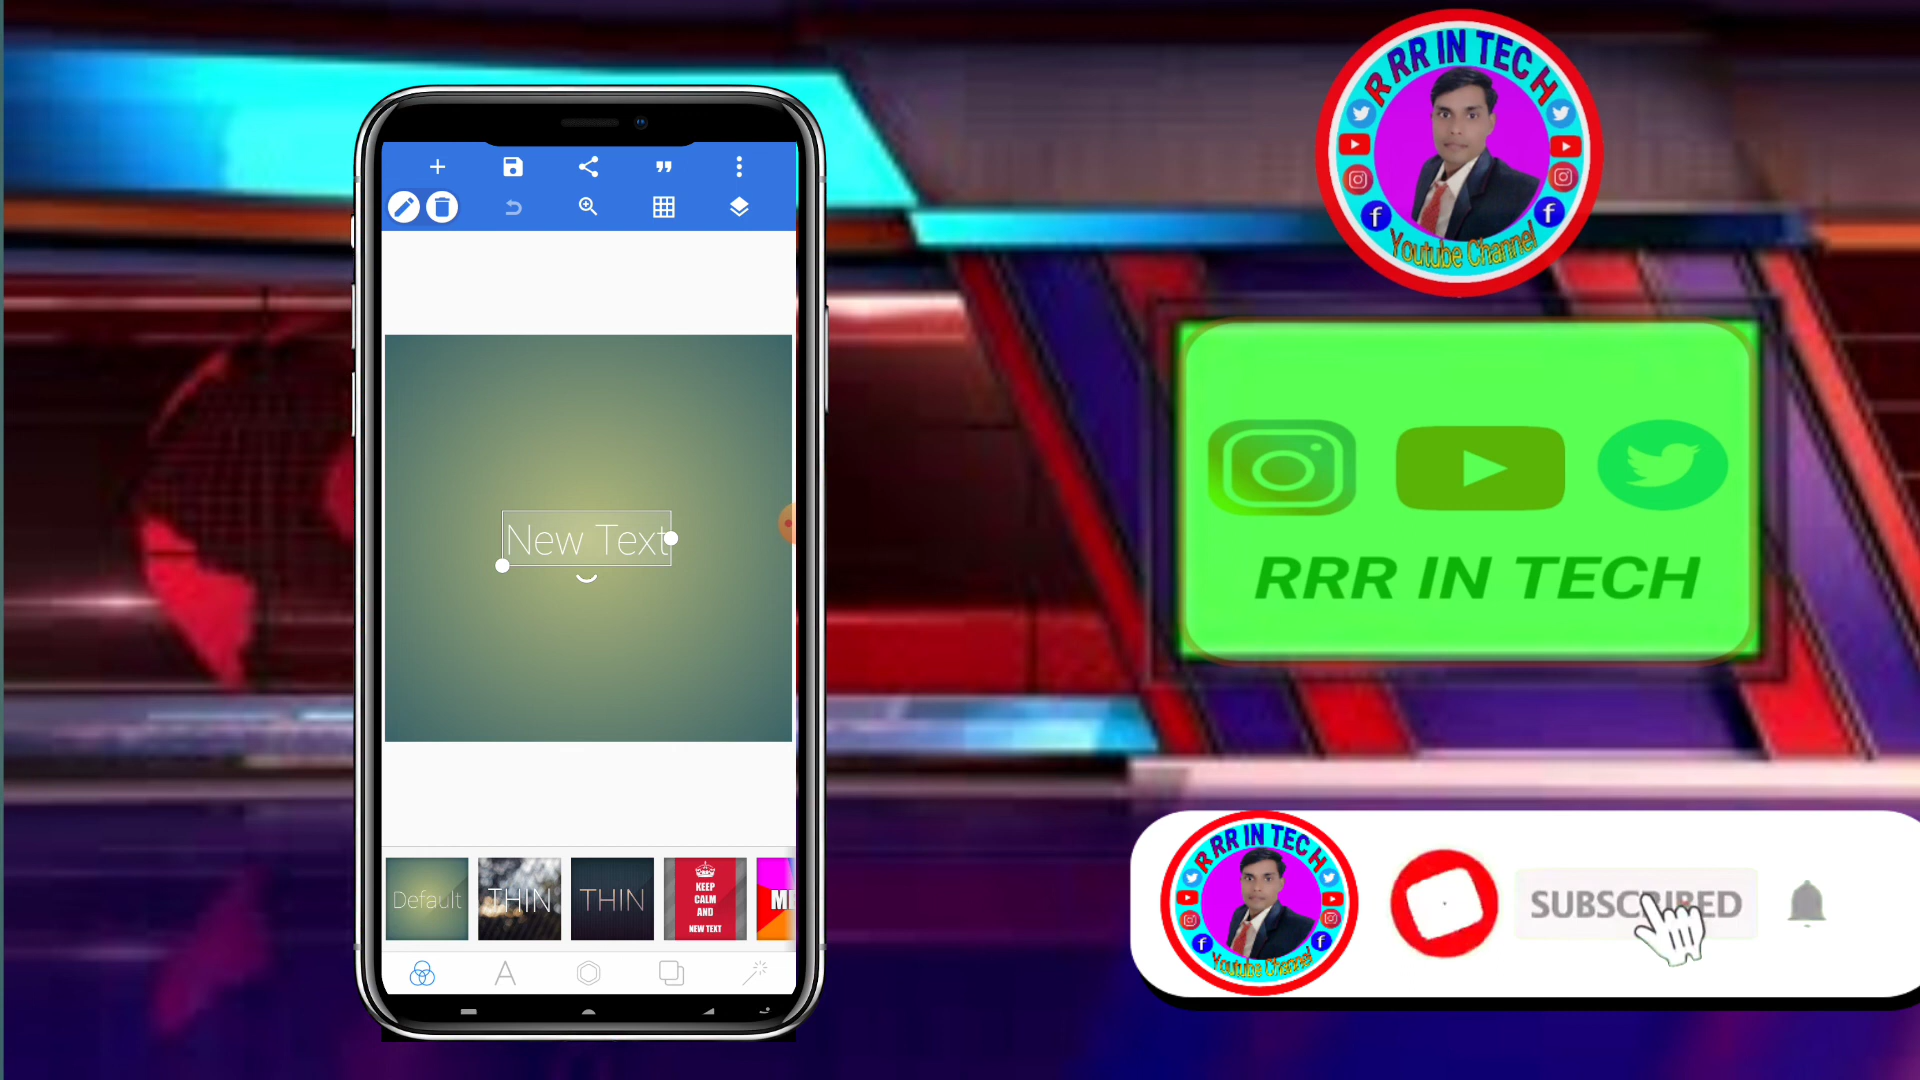 RRR IN TECH
Youtube Channel
New Text
RRR IN TECH
Default
THIN
THIN
KEEP
CALM
AND
NEW TEXT
ME
RRR IN TECH
Youtube Channel
SUBSCRIBED